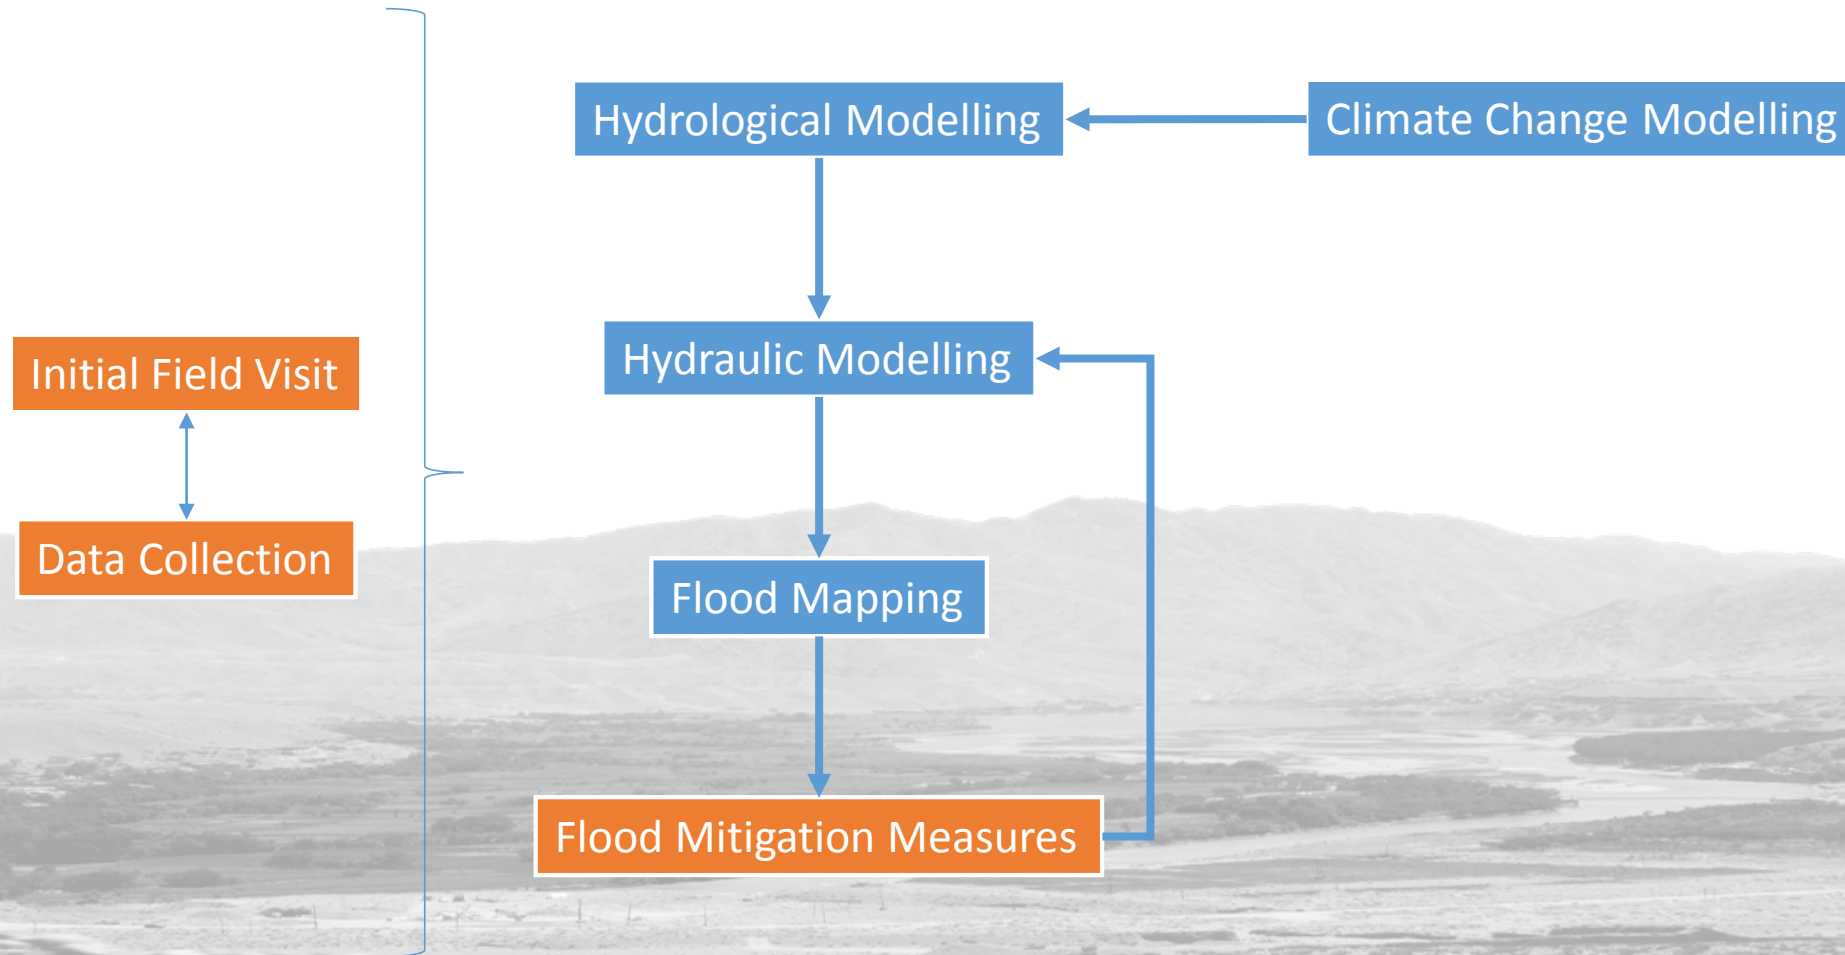 Hydrological Modelling
Climate Change Modelling
Initial Field Visit
Hydraulic Modelling
Data Collection
Flood Mapping
Flood Mitigation Measures